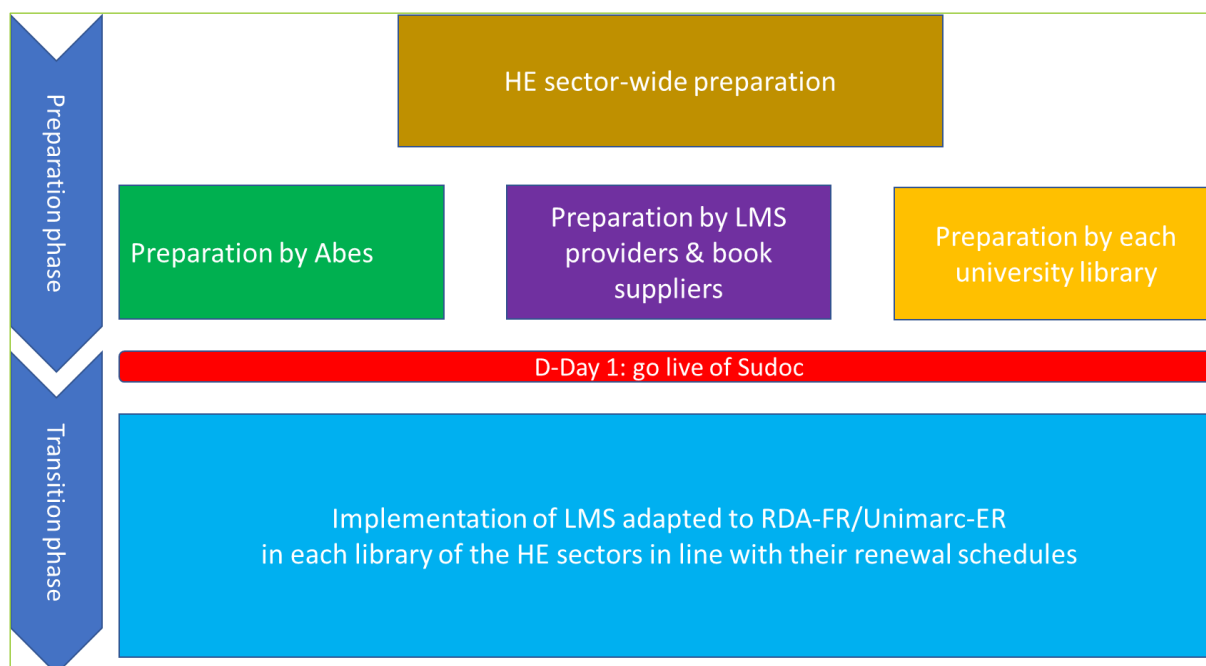 Preparation phase
HE sector-wide preparation
Preparation by Abes
Preparation by LMS
providers & book
suppliers
Preparation by each
university library
D-Day 1: go live of Sudoc
Transition phase
Implementation of LMS adapted to RDA-FR/Unimarc-ER
in each library of the HE sectors in line with their renewal schedules